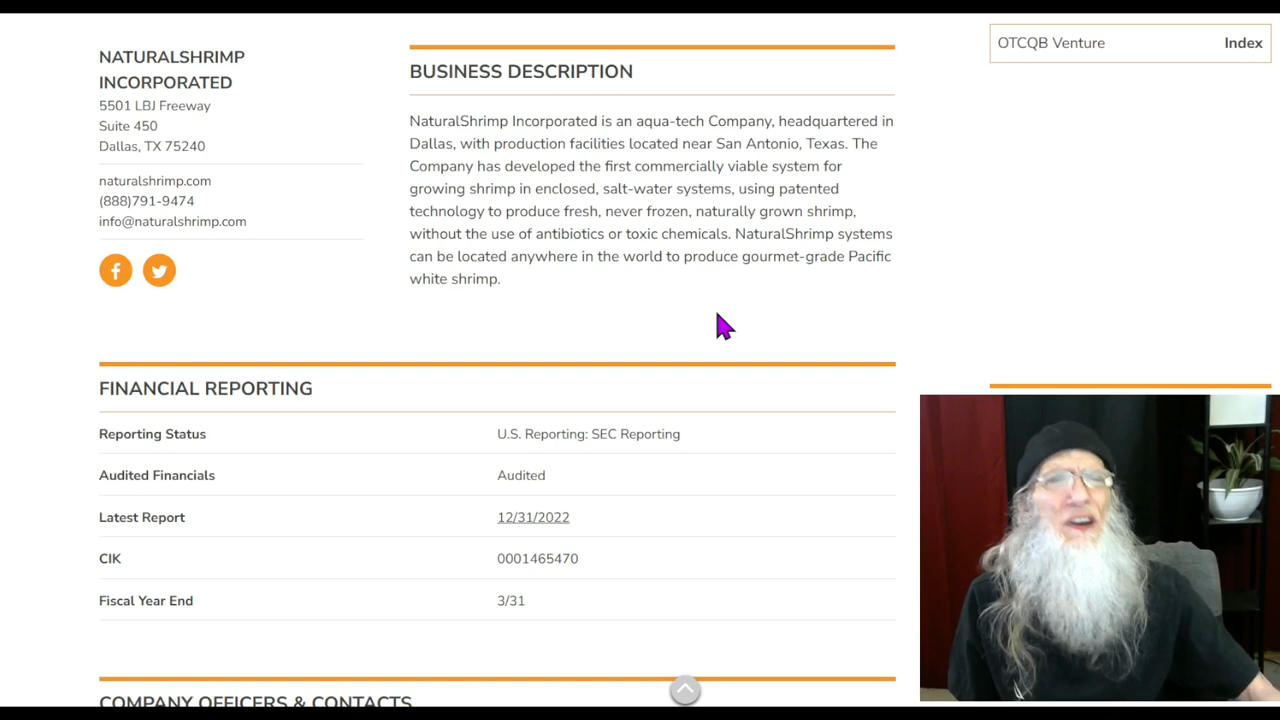 NATURALSHRIMP
INCORPORATED
5501 LBJ Freeway
Suite 450
Dallas, TX 75240
naturalshrimp.com
(888)791-9474
info@naturalshrimp.com
BUSINESS DESCRIPTION
NaturalShrimp Incorporated is an aqua-tech Company, headquartered in
Dallas, with production facilities located near San Antonio, Texas. The
Company has developed the first commercially viable system for
growing shrimp in enclosed, salt-water systems, using patented
technology to produce fresh, never frozen, naturally grown shrimp,
without the use of antibiotics or toxic chemicals. NaturalShrimp systems
can be located anywhere in the world to produce gourmet-grade Pacific
white shrimp.
OTCQB Venture Index
FINANCIAL REPORTING
Reporting Status U.S. Reporting: SEC Reporting
Audited Financials Audited
Latest Report 12/31/2022
CIK 0001465470
Fiscal Year End 3/31
COMPANY OFFICERS & CONTACTS